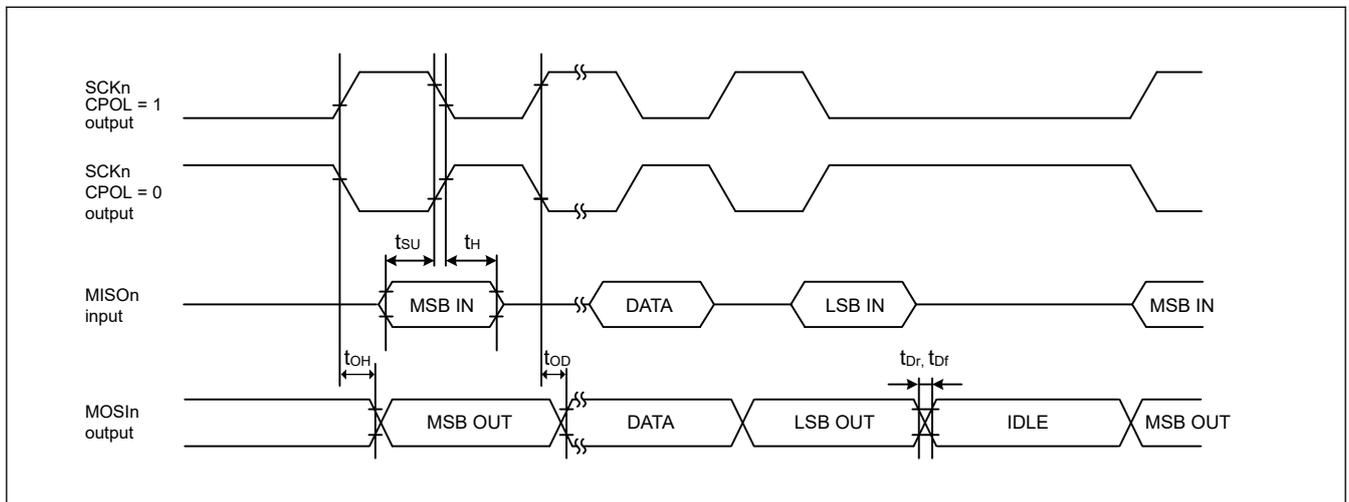 SCKn
CPOL = 1
output
SCKn
CPOL = 0
output
tSU
tH
MISOn
input
MSB IN
DATA
LSB IN
MSB IN
tOH
tOD
tDr, tDf
MOSIn
output
MSB OUT
DATA
LSB OUT
IDLE
MSB OUT